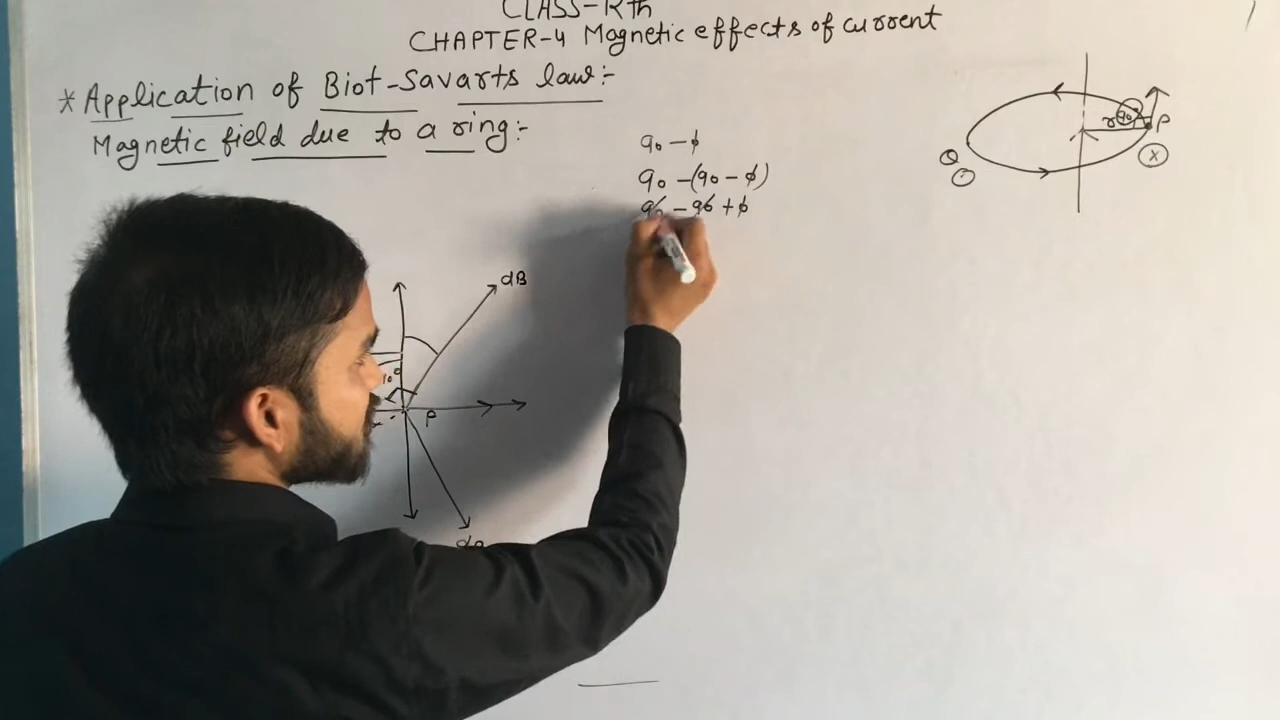 CLASS-12th
CHAPTER-4 Magnetic effects of current
* Application of Biot-Savarts law:-
Magnetic field due to a ring:-
90 - φ
90 - (90 - φ)
90 - 90 + φ
dB
P
r
90°
P
x